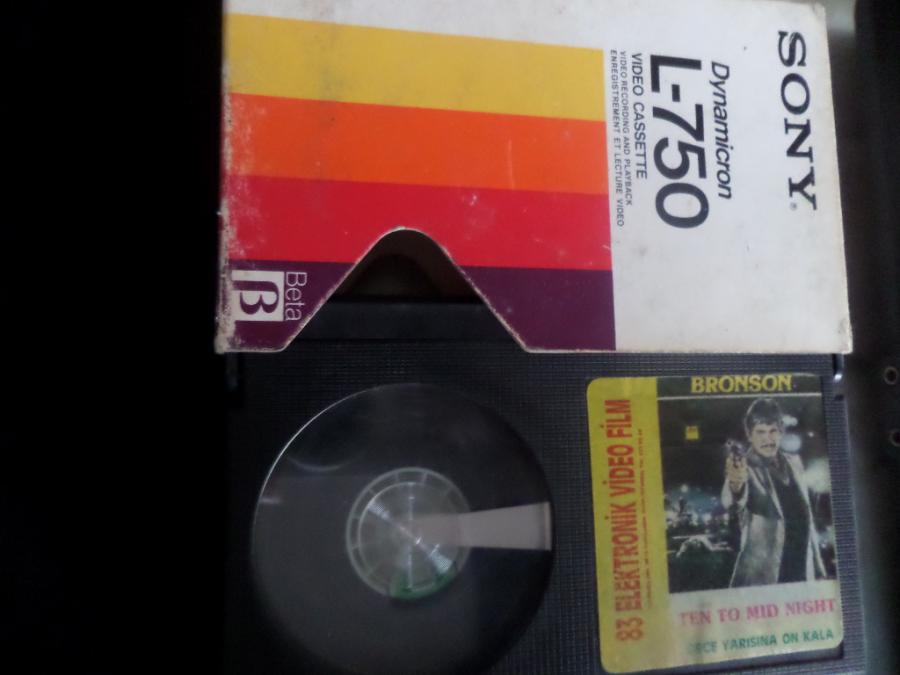 SONY®
Dynamicron
L-750
VIDEO CASSETTE
VIDEO RECORDING AND PLAYBACK
ENREGISTREMENT ET LECTURE VIDEO
Beta
β
BRONSON
83 ELEKTRONİK VİDEO FİLM
TEN TO MID NIGHT
YARISINA ON KALA